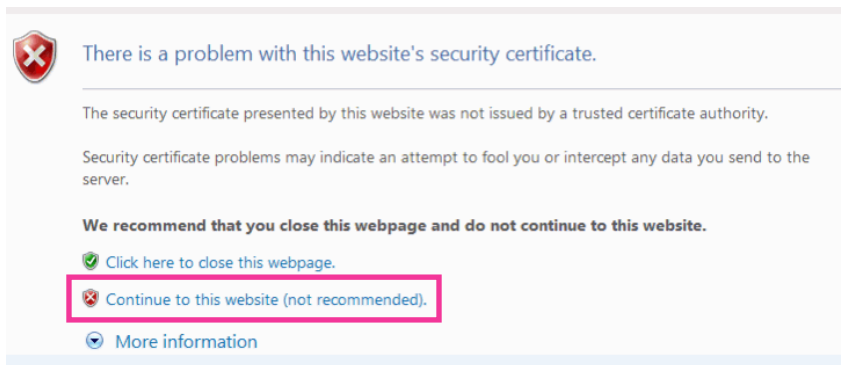 There is a problem with this website's security certificate.
The security certificate presented by this website was not issued by a trusted certificate authority.
Security certificate problems may indicate an attempt to fool you or intercept any data you send to the
server.
We recommend that you close this webpage and do not continue to this website.
Click here to close this webpage.
Continue to this website (not recommended).
More information